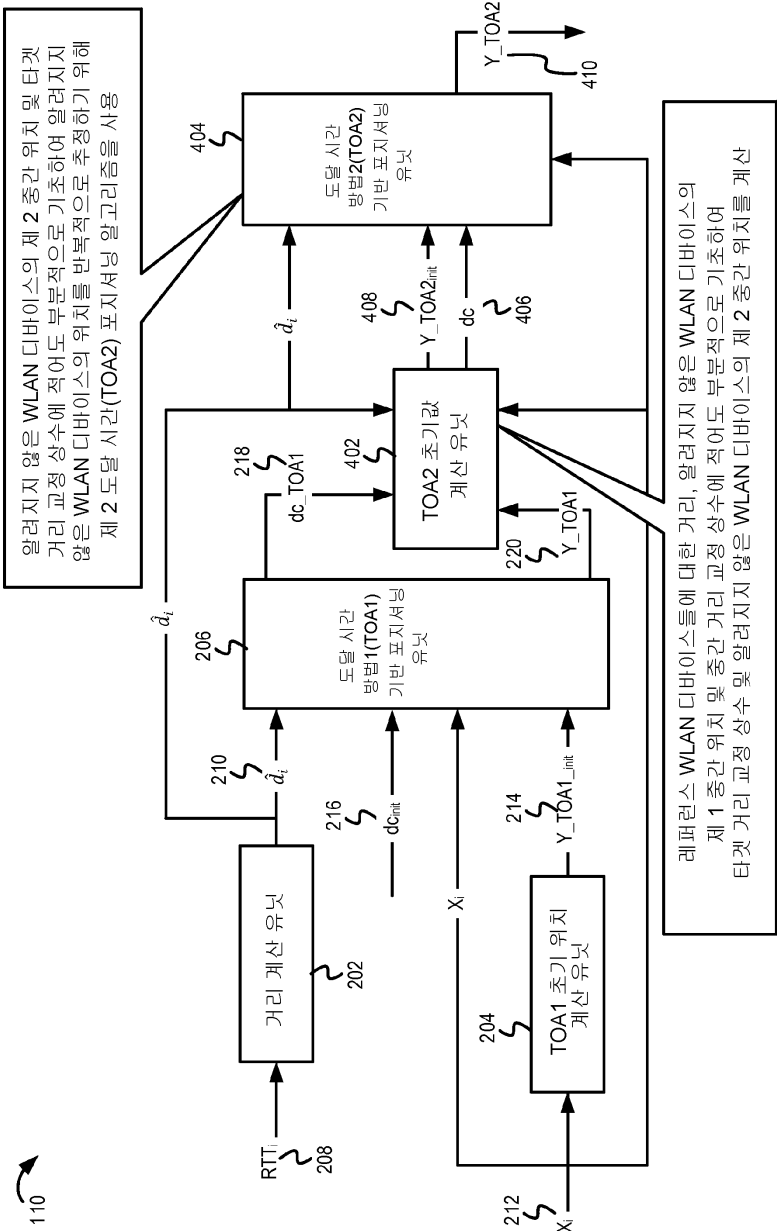 110
RTTi
208
거리 계산 유닛
202
210
d̂i
d̂i
216
dcinit
Xi
212
Xi
204
TOA1 초기 위치
계산 유닛
214
Y_TOA1_init
206
도달 시간
방법1(TOA1)
기반 포지셔닝
유닛
218
dc_TOA1
220
Y_TOA1
402
TOA2 초기값
계산 유닛
d̂i
408
Y_TOA2init
dc
406
404
도달 시간
방법2(TOA2)
기반 포지셔닝
유닛
Y_TOA2
410
알려지지 않은 WLAN 디바이스의 제 2 중간 위치 및 타겟
거리 교정 상수에 적어도 부분적으로 기초하여 알려지지
않은 WLAN 디바이스의 위치를 반복적으로 추정하기 위해
제 2 도달 시간(TOA2) 포지셔닝 알고리즘을 사용
레퍼런스 WLAN 디바이스들에 대한 거리, 알려지지 않은 WLAN 디바이스의
제 1 중간 위치 및 중간 거리 교정 상수에 적어도 부분적으로 기초하여
타겟 거리 교정 상수 및 알려지지 않은 WLAN 디바이스의 제 2 중간 위치를 계산